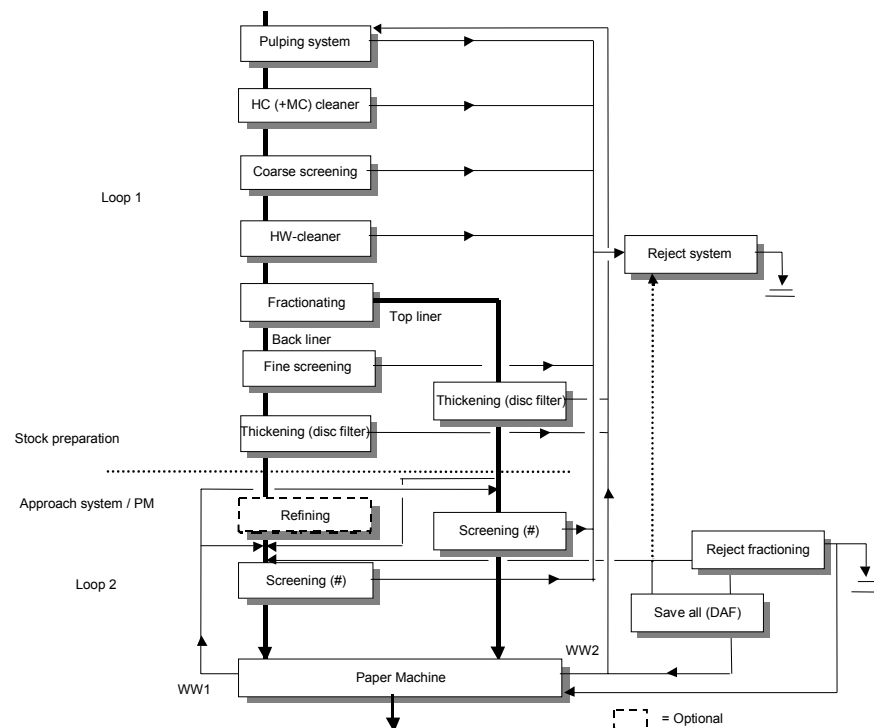 Pulping system
HC (+MC) cleaner
Coarse screening
Loop 1
HW-cleaner
Reject system
Fractionating
Top liner
Back liner
Fine screening
Thickening (disc filter)
Thickening (disc filter)
Stock preparation
Approach system / PM
Refining
Screening (#)
Reject fractioning
Loop 2
Screening (#)
Save all (DAF)
WW2
Paper Machine
WW1
= Optional